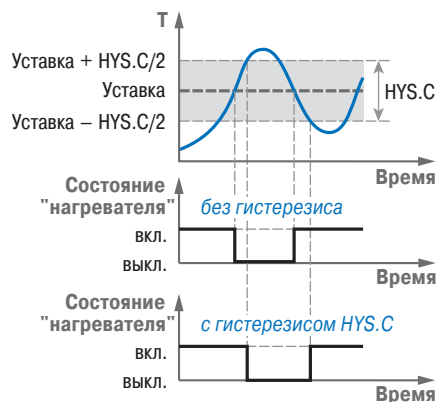 T
Уставка + HYS.C/2
Уставка
HYS.C
Уставка – HYS.C/2
Время
Состояние
"нагревателя"
без гистерезиса
вкл.
выкл.
Время
Состояние
"нагревателя"
с гистерезисом HYS.C
вкл.
выкл.
Время